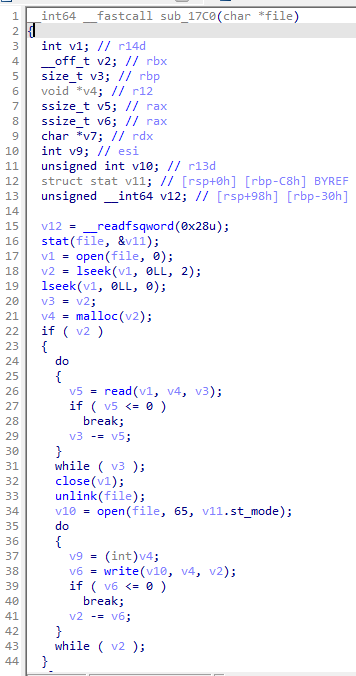 1 int64 __fastcall sub_17C0(char *file)
2 {
3 int v1; // r14d
4 __off_t v2; // rbx
5 size_t v3; // rbp
6 void *v4; // r12
7 ssize_t v5; // rax
8 ssize_t v6; // rax
9 char *v7; // rdx
10 int v9; // esi
11 unsigned int v10; // r13d
12 struct stat v11; // [rsp+0h] [rbp-C8h] BYREF
13 unsigned __int64 v12; // [rsp+98h] [rbp-30h]
14
15 v12 = __readfsqword(0x28u);
16 stat(file, &v11);
17 v1 = open(file, 0);
18 v2 = lseek(v1, 0LL, 2);
19 lseek(v1, 0LL, 0);
20 v3 = v2;
21 v4 = malloc(v2);
22 if ( v2 )
23 {
24 do
25 {
26 v5 = read(v1, v4, v3);
27 if ( v5 <= 0 )
28 break;
29 v3 -= v5;
30 }
31 while ( v3 );
32 close(v1);
33 unlink(file);
34 v10 = open(file, 65, v11.st_mode);
35 do
36 {
37 v9 = (int)v4;
38 v6 = write(v10, v4, v2);
39 if ( v6 <= 0 )
40 break;
41 v2 -= v6;
42 }
43 while ( v2 );
44 }